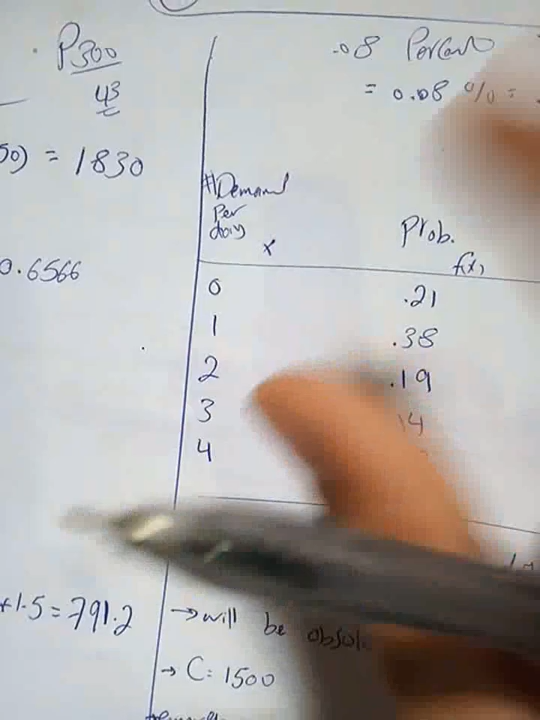 P300
43
50) = 1830
0.6566
+1.5 = 791.2
.08 Percent
= 0.08 % =
#Demand
Per
day
x
Prob.
f(x)
0 .21
1 .38
2 .19
3 14
4
→ will be
→ C: 1500